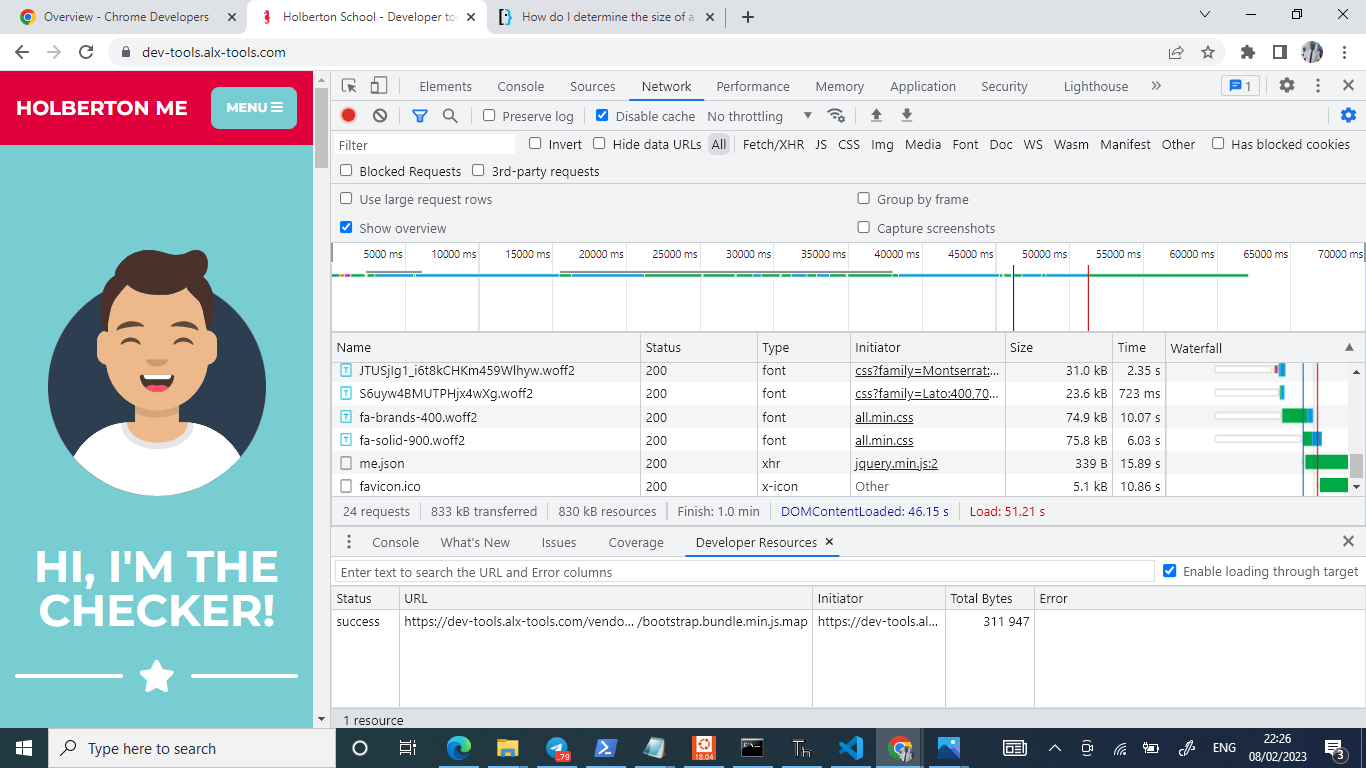 Overview - Chrome Developers
Holberton School - Developer to
How do I determine the size of a
dev-tools.alx-tools.com
HOLBERTON ME
MENU
HI, I'M THE
CHECKER!
Elements Console Sources Network Performance Memory Application Security Lighthouse 1
Preserve log Disable cache No throttling
Filter Invert Hide data URLs All Fetch/XHR JS CSS Img Media Font Doc WS Wasm Manifest Other Has blocked cookies
Blocked Requests 3rd-party requests
Use large request rows Group by frame
Show overview Capture screenshots
5000 ms 10000 ms 15000 ms 20000 ms 25000 ms 30000 ms 35000 ms 40000 ms 45000 ms 50000 ms 55000 ms 60000 ms 65000 ms 70000 ms
Name Status Type Initiator Size Time Waterfall
JTUSjIg1_i6t8kCHKm459Wlhyw.woff2 200 font css?family=Montserrat:... 31.0 kB 2.35 s
S6uyw4BMUTPHjx4wXg.woff2 200 font css?family=Lato:400,70... 23.6 kB 723 ms
fa-brands-400.woff2 200 font all.min.css 74.9 kB 10.07 s
fa-solid-900.woff2 200 font all.min.css 75.8 kB 6.03 s
me.json 200 xhr jquery.min.js:2 339 B 15.89 s
favicon.ico 200 x-icon Other 5.1 kB 10.86 s
24 requests 833 kB transferred 830 kB resources Finish: 1.0 min DOMContentLoaded: 46.15 s Load: 51.21 s
Console What's New Issues Coverage Developer Resources
Enter text to search the URL and Error columns Enable loading through target
Status URL Initiator Total Bytes Error
success https://dev-tools.alx-tools.com/vendo... /bootstrap.bundle.min.js.map https://dev-tools.al... 311 947
1 resource
Type here to search
.79
18.04
ENG
22:26
08/02/2023
3